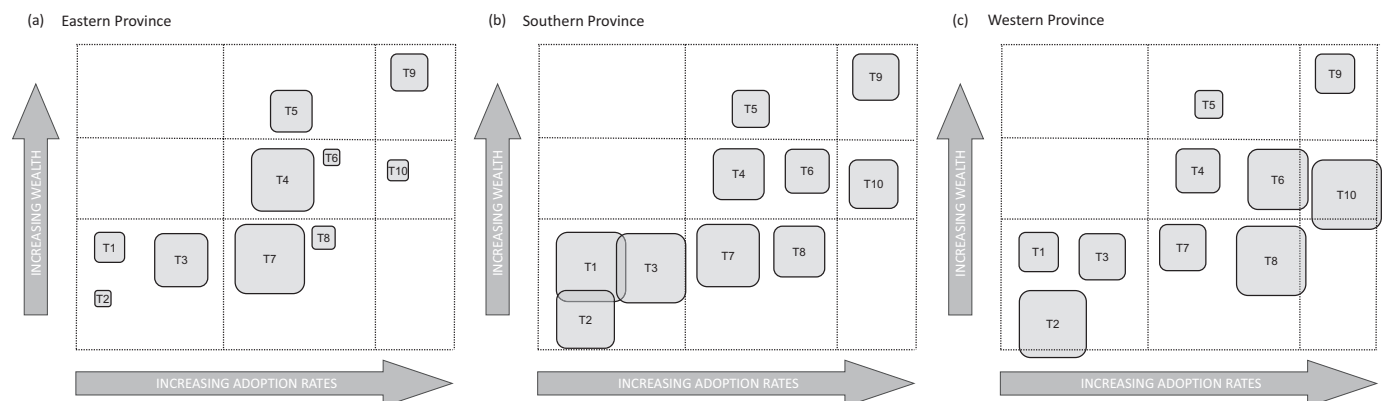 (a) Eastern Province
INCREASING WEALTH
T9
T5
T6
T4
T10
T1
T3
T7
T8
T2
INCREASING ADOPTION RATES
(b) Southern Province
INCREASING WEALTH
T9
T5
T4
T6
T10
T1
T3
T7
T8
T2
INCREASING ADOPTION RATES
(c) Western Province
INCREASING WEALTH
T9
T5
T4
T6
T10
T1
T3
T7
T8
T2
INCREASING ADOPTION RATES